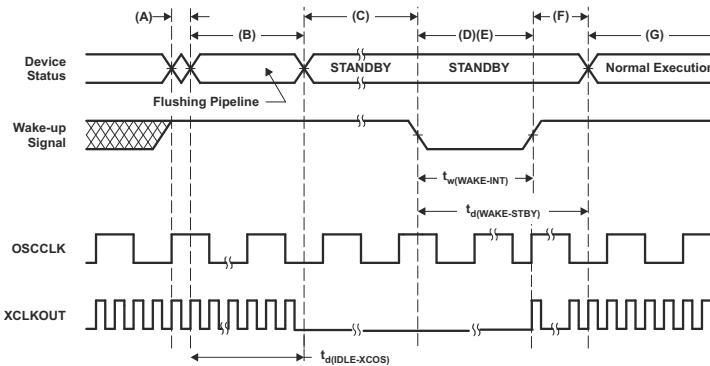 (A)
(B)
(C)
(D)(E)
(F)
(G)
Device
Status
STANDBY
STANDBY
Normal Execution
Flushing Pipeline
Wake-up
Signal
tw(WAKE-INT)
td(WAKE-STBY)
OSCCLK
XCLKOUT
td(IDLE-XCOS)